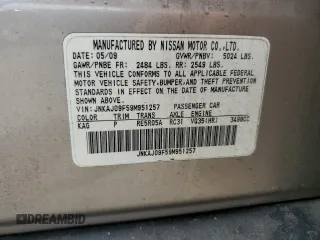 MANUFACTURED BY NISSAN MOTOR CO.,LTD.
DATE: 05/09 GVWR/PNBV: 5024 LBS.
GAWR/PNBE FR: 2484 LBS. RR: 2549 LBS.
THIS VEHICLE CONFORMS TO ALL APPLICABLE FEDERAL
MOTOR VEHICLE SAFETY,BUMPER,AND THEFT PREVENTION
STANDARDS IN EFFECT ON THE DATE OF MANUFACTURE
SHOWN ABOVE.
VIN: JNKAJ09F59M951257 PASSENGER CAR
COLOR TRIM TRANS AXLE ENGINE
KAG P RE5R05A RC31 VQ35(HR) 3498CC
JNKAJ09F59M951257